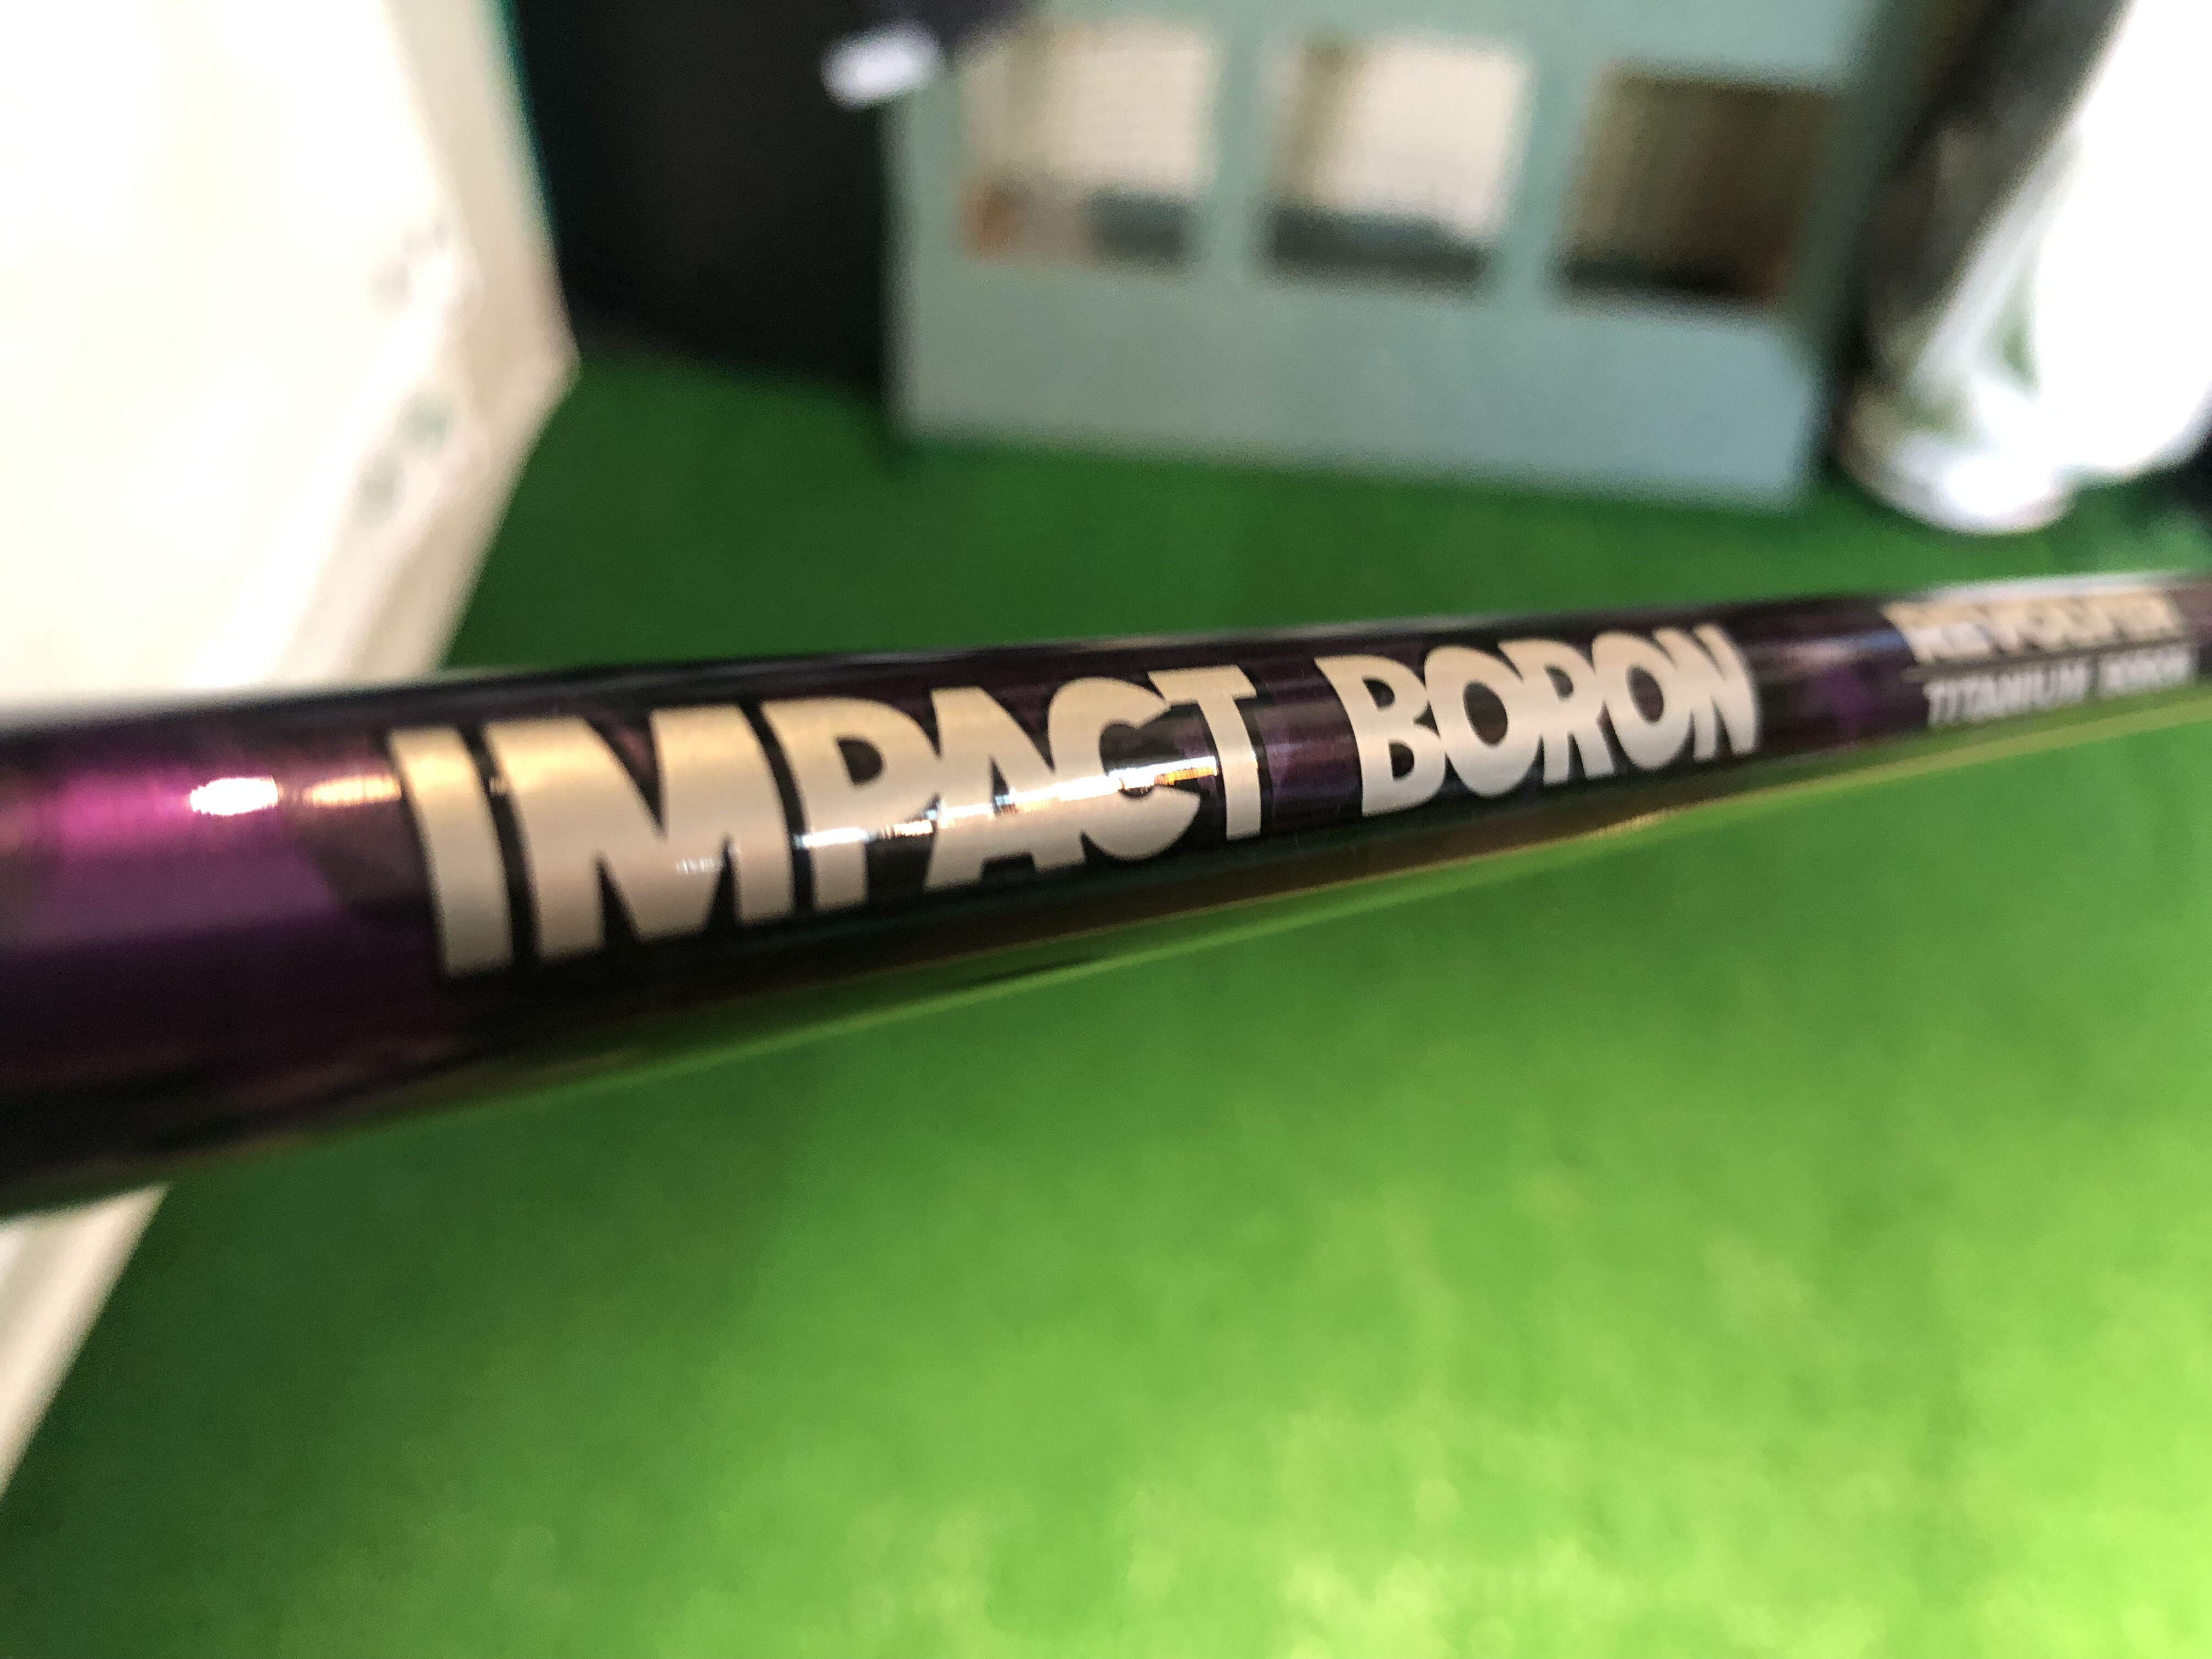 IMPACT BORON
REVOLVER
TITANIUM BORON